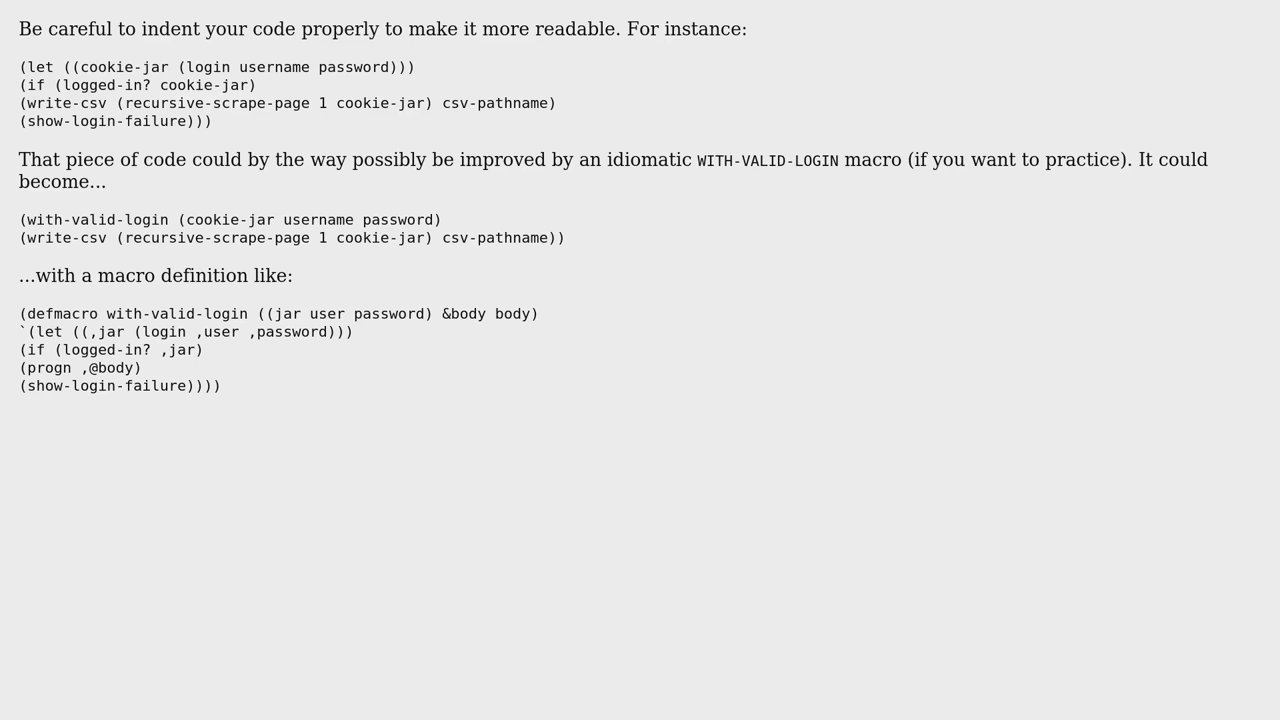 Be careful to indent your code properly to make it more readable. For instance:
(let ((cookie-jar (login username password)))
(if (logged-in? cookie-jar)
(write-csv (recursive-scrape-page 1 cookie-jar) csv-pathname)
(show-login-failure)))
That piece of code could by the way possibly be improved by an idiomatic WITH-VALID-LOGIN macro (if you want to practice). It could
become...
(with-valid-login (cookie-jar username password)
(write-csv (recursive-scrape-page 1 cookie-jar) csv-pathname))
...with a macro definition like:
(defmacro with-valid-login ((jar user password) &body body)
`(let ((,jar (login ,user ,password)))
(if (logged-in? ,jar)
(progn ,@body)
(show-login-failure))))